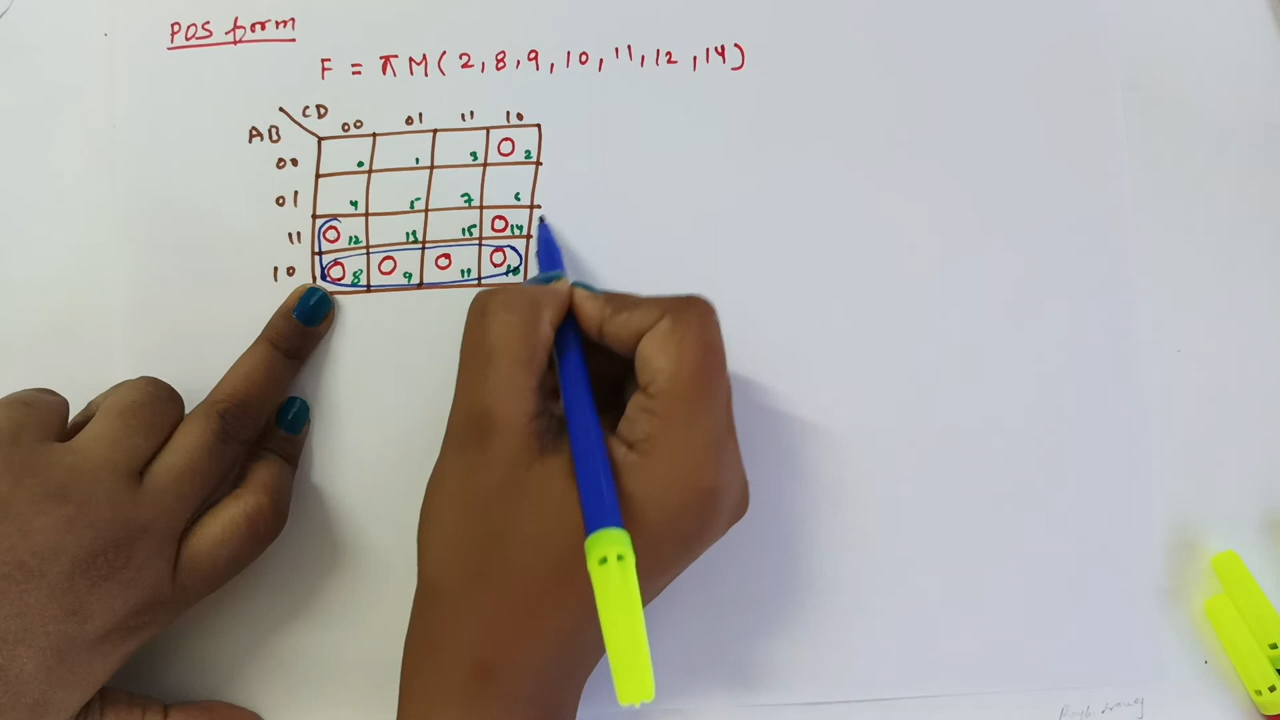 POS form
F = π M ( 2 , 8 , 9 , 10 , 11 , 12 , 14 )
CD
AB 00 01 11 10
00 0 1 3 0 2
01 4 5 7 6
11 0 12 13 15 0 14
10 0 8 0 9 0 11 0 10